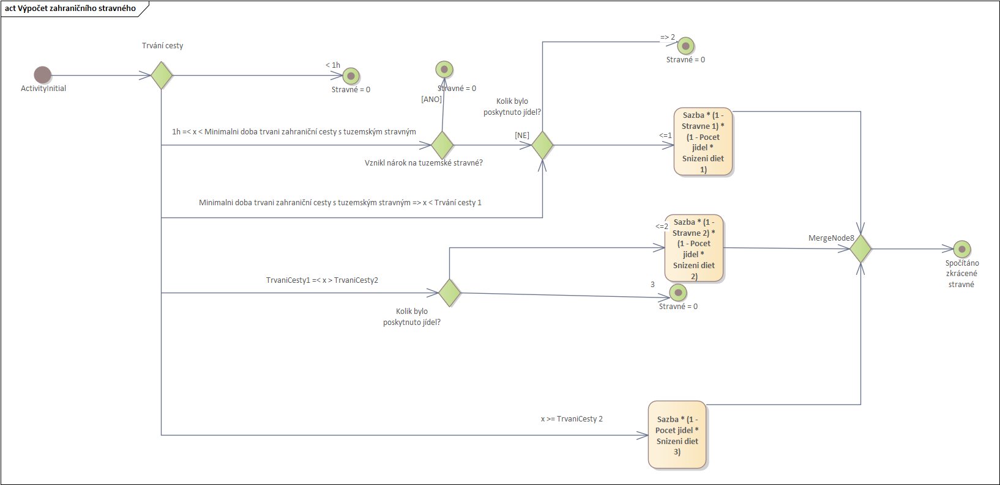 act Výpočet zahraničního stravného
Trvání cesty
ActivityInitial
< 1h
Stravné = 0
Stravné = 0
[ANO]
=> 2
Stravné = 0
Kolik bylo
poskytnuto jídel?
1h =< x < Minimalni doba trvani zahraniční cesty s tuzemským stravným
[NE]
Vznikl nárok na tuzemské stravné?
<=1
Sazba * (1 -
Stravne 1) *
(1 - Pocet
jidel *
Snizeni diet
1)
Minimalni doba trvani zahraniční cesty s tuzemským stravným => x < Trvání cesty 1
<=2
Sazba * (1 -
Stravne 2) *
(1 - Pocet
jidel *
Snizeni diet
2)
MergeNode8
Spočítáno
zkrácené
stravné
TrvaniCesty1 =< x > TrvaniCesty2
Kolik bylo
poskytnuto jídel?
3
Stravné = 0
x >= TrvaniCesty 2
Sazba * (1 -
Pocet jidel *
Snizeni diet
3)